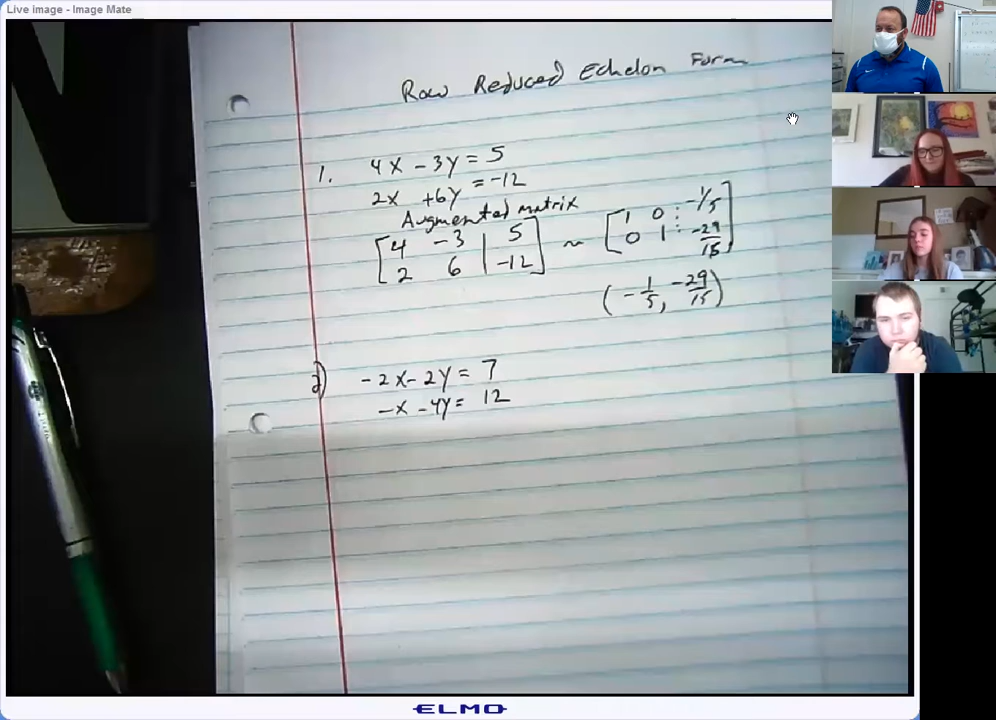 Live image - Image Mate
Row Reduced Echelon Form
1. 4x - 3y = 5
2x +6y = -12
Augmented matrix
[4 -3 | 5] ~ [1 0 : -1/5]
[2 6 | -12] [0 1 : -29/15]
(-1/5, -29/15)
2) -2x - 2y = 7
-x - 4y = 12
ELMO